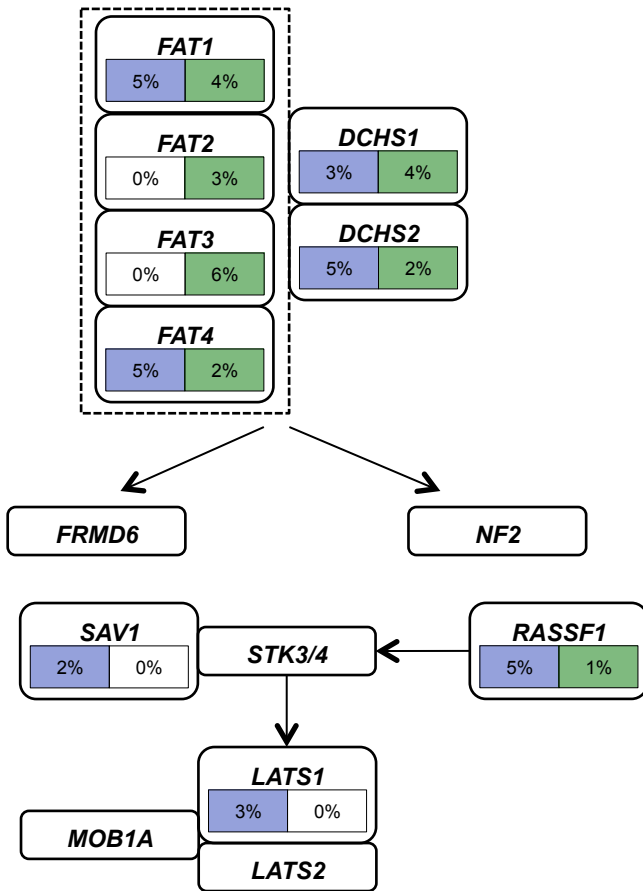 FAT1
5% 4%
FAT2
0% 3%
DCHS1
3% 4%
FAT3
0% 6%
DCHS2
5% 2%
FAT4
5% 2%
FRMD6
NF2
SAV1
2% 0%
STK3/4
RASSF1
5% 1%
LATS1
3% 0%
MOB1A
LATS2